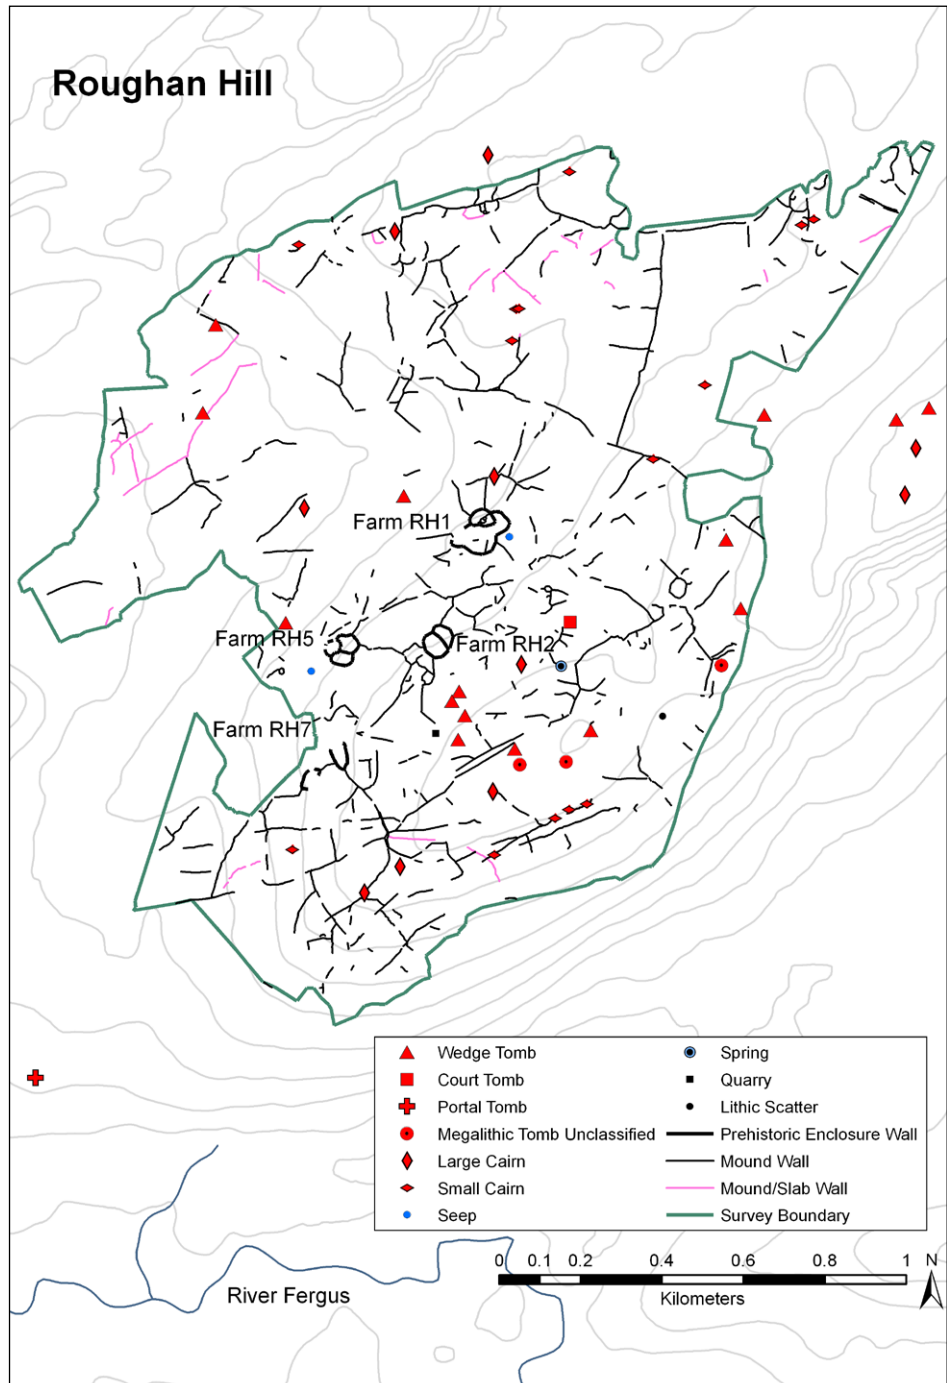 Roughan Hill
Farm RH1
Farm RH5
Farm RH2
Farm RH7
Wedge Tomb
Court Tomb
Portal Tomb
Megalithic Tomb Unclassified
Large Cairn
Small Cairn
Seep
Spring
Quarry
Lithic Scatter
Prehistoric Enclosure Wall
Mound Wall
Mound/Slab Wall
Survey Boundary
0 0.1 0.2 0.4 0.6 0.8 1
Kilometers
N
River Fergus